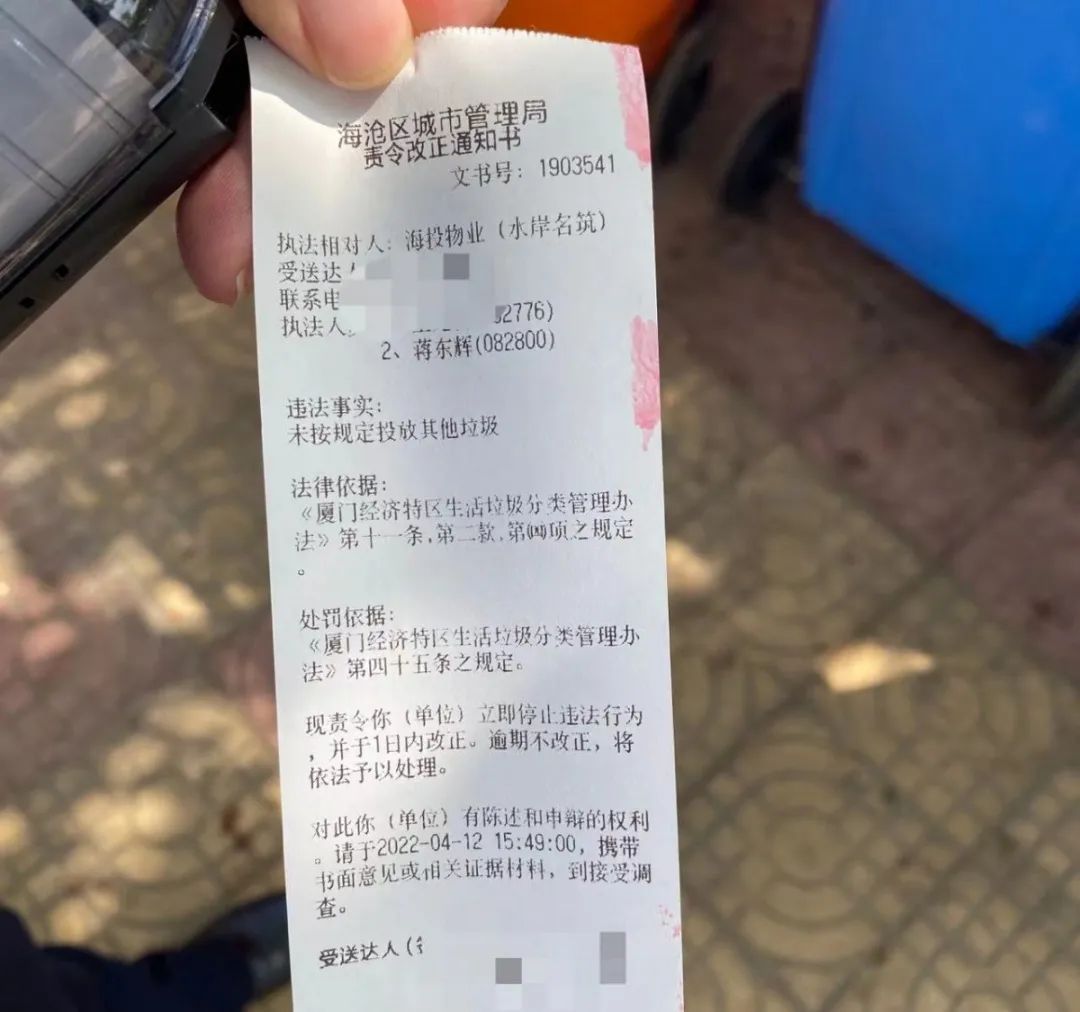 海沧区城市管理局
责令改正通知书
文书号：1903541
执法相对人：海投物业（水岸名筑）
受送达
联系电
执法人
2776)
2、蒋东辉(082800)
违法事实：
未按规定投放其他垃圾
法律依据：
《厦门经济特区生活垃圾分类管理办
法》第十一条,第二款,第四项之规定
。
处罚依据：
《厦门经济特区生活垃圾分类管理办
法》第四十五条之规定。
现责令你（单位）立即停止违法行为
，并于1日内改正。逾期不改正，将
依法予以处理。
对此你（单位）有陈述和申辩的权利
。请于2022-04-12 15:49:00，携带
书面意见或相关证据材料，到接受调
查。
受送达人(